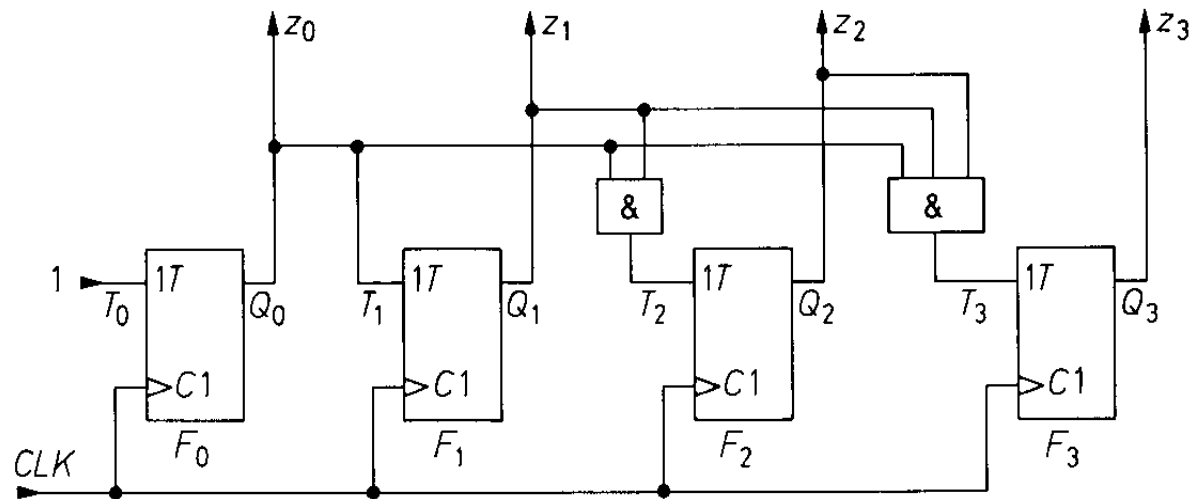 z₀ z₁ z₂ z₃
& &
1 T₀ 1T Q₀ T₁ 1T Q₁ T₂ 1T Q₂ T₃ 1T Q₃
C1 C1 C1 C1
F₀ F₁ F₂ F₃
CLK